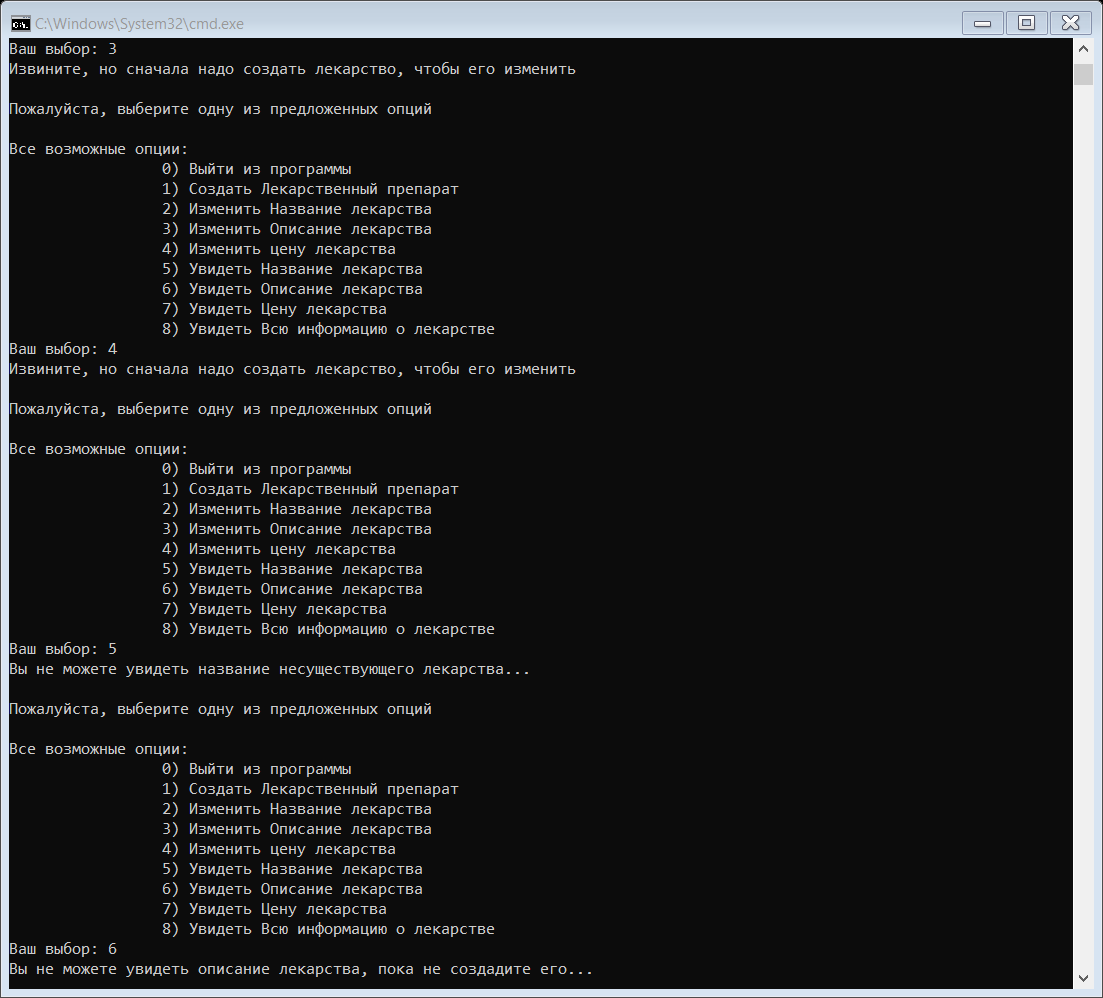 C:\Windows\System32\cmd.exe
Ваш выбор: 3
Извините, но сначала надо создать лекарство, чтобы его изменить
Пожалуйста, выберите одну из предложенных опций
Все возможные опции:
0) Выйти из программы
1) Создать Лекарственный препарат
2) Изменить Название лекарства
3) Изменить Описание лекарства
4) Изменить цену лекарства
5) Увидеть Название лекарства
6) Увидеть Описание лекарства
7) Увидеть Цену лекарства
8) Увидеть Всю информацию о лекарстве
Ваш выбор: 4
Извините, но сначала надо создать лекарство, чтобы его изменить
Пожалуйста, выберите одну из предложенных опций
Все возможные опции:
0) Выйти из программы
1) Создать Лекарственный препарат
2) Изменить Название лекарства
3) Изменить Описание лекарства
4) Изменить цену лекарства
5) Увидеть Название лекарства
6) Увидеть Описание лекарства
7) Увидеть Цену лекарства
8) Увидеть Всю информацию о лекарстве
Ваш выбор: 5
Вы не можете увидеть название несуществующего лекарства...
Пожалуйста, выберите одну из предложенных опций
Все возможные опции:
0) Выйти из программы
1) Создать Лекарственный препарат
2) Изменить Название лекарства
3) Изменить Описание лекарства
4) Изменить цену лекарства
5) Увидеть Название лекарства
6) Увидеть Описание лекарства
7) Увидеть Цену лекарства
8) Увидеть Всю информацию о лекарстве
Ваш выбор: 6
Вы не можете увидеть описание лекарства, пока не создадите его...